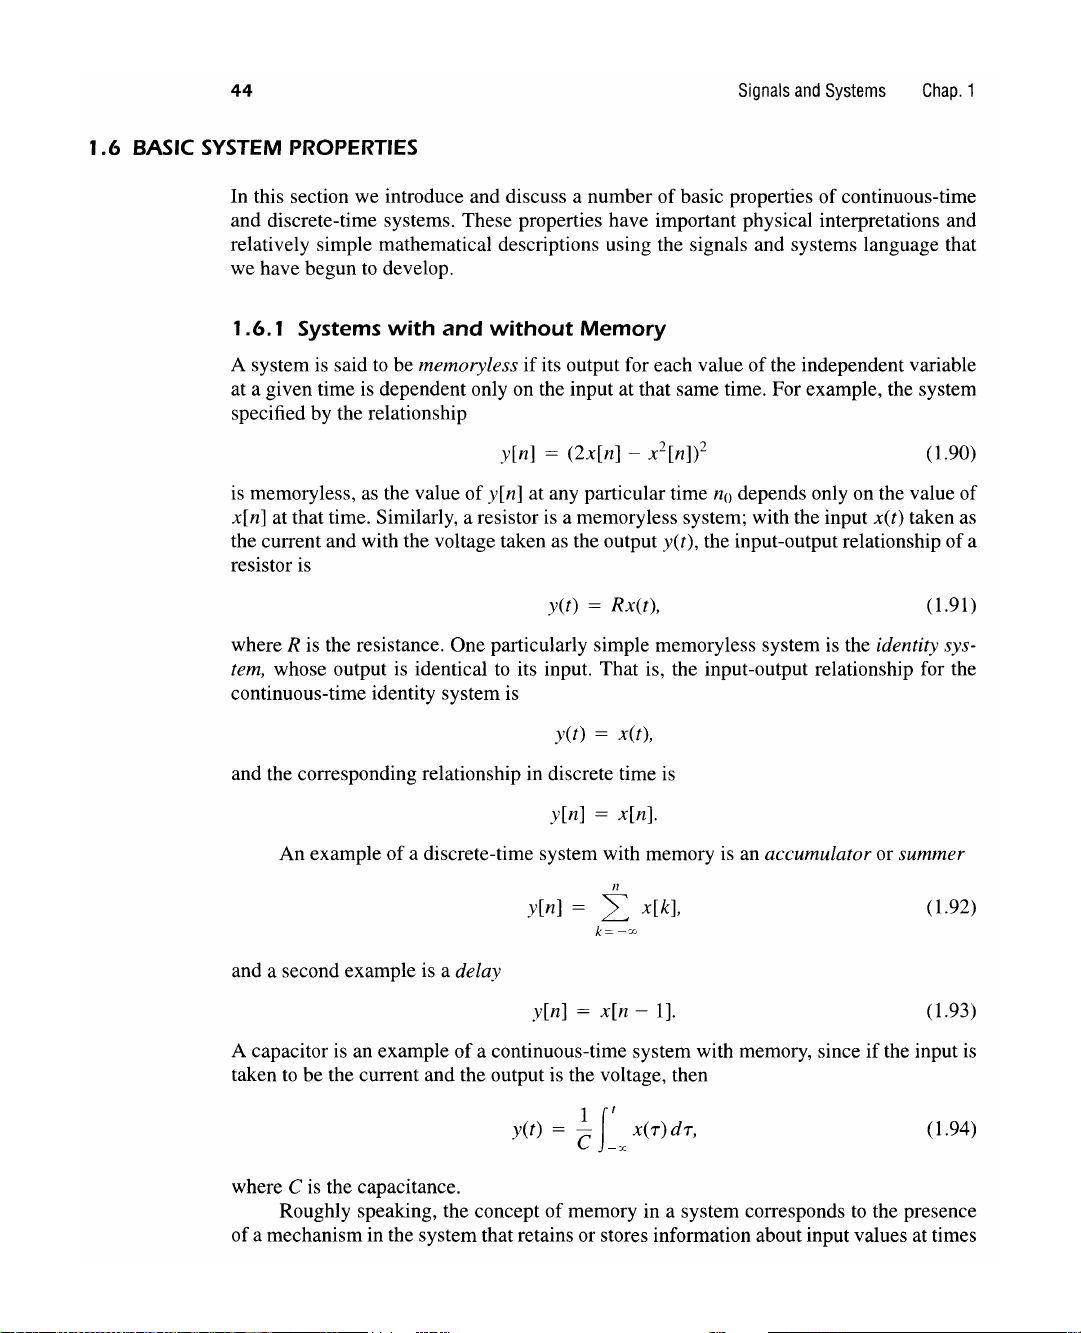 44 Signals and Systems Chap. 1
1.6 BASIC SYSTEM PROPERTIES
In this section we introduce and discuss a number of basic properties of continuous-time
and discrete-time systems. These properties have important physical interpretations and
relatively simple mathematical descriptions using the signals and systems language that
we have begun to develop.
1.6.1 Systems with and without Memory
A system is said to be memoryless if its output for each value of the independent variable
at a given time is dependent only on the input at that same time. For example, the system
specified by the relationship
y[n] = (2x[n] − x²[n])² (1.90)
is memoryless, as the value of y[n] at any particular time n₀ depends only on the value of
x[n] at that time. Similarly, a resistor is a memoryless system; with the input x(t) taken as
the current and with the voltage taken as the output y(t), the input-output relationship of a
resistor is
y(t) = Rx(t), (1.91)
where R is the resistance. One particularly simple memoryless system is the identity sys-
tem, whose output is identical to its input. That is, the input-output relationship for the
continuous-time identity system is
y(t) = x(t),
and the corresponding relationship in discrete time is
y[n] = x[n].
An example of a discrete-time system with memory is an accumulator or summer
y[n] = ∑_{k=−∞}^{n} x[k], (1.92)
and a second example is a delay
y[n] = x[n − 1]. (1.93)
A capacitor is an example of a continuous-time system with memory, since if the input is
taken to be the current and the output is the voltage, then
y(t) = 1/C ∫_{−∞}^{t} x(τ) dτ, (1.94)
where C is the capacitance.
Roughly speaking, the concept of memory in a system corresponds to the presence
of a mechanism in the system that retains or stores information about input values at times